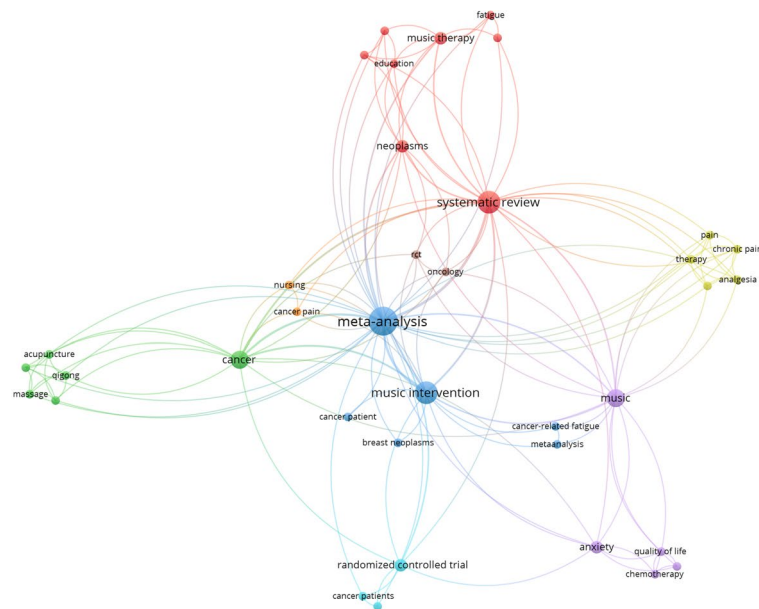 fatigue
music therapy
education
neoplasms
systematic review
pain
chronic pain
therapy
rct
oncology
analgesia
nursing
cancer pain
meta-analysis
acupuncture
cancer
qigong
massage
music intervention
music
cancer patient
cancer-related fatigue
breast neoplasms
metaanalysis
anxiety
quality of life
randomized controlled trial
chemotherapy
cancer patients